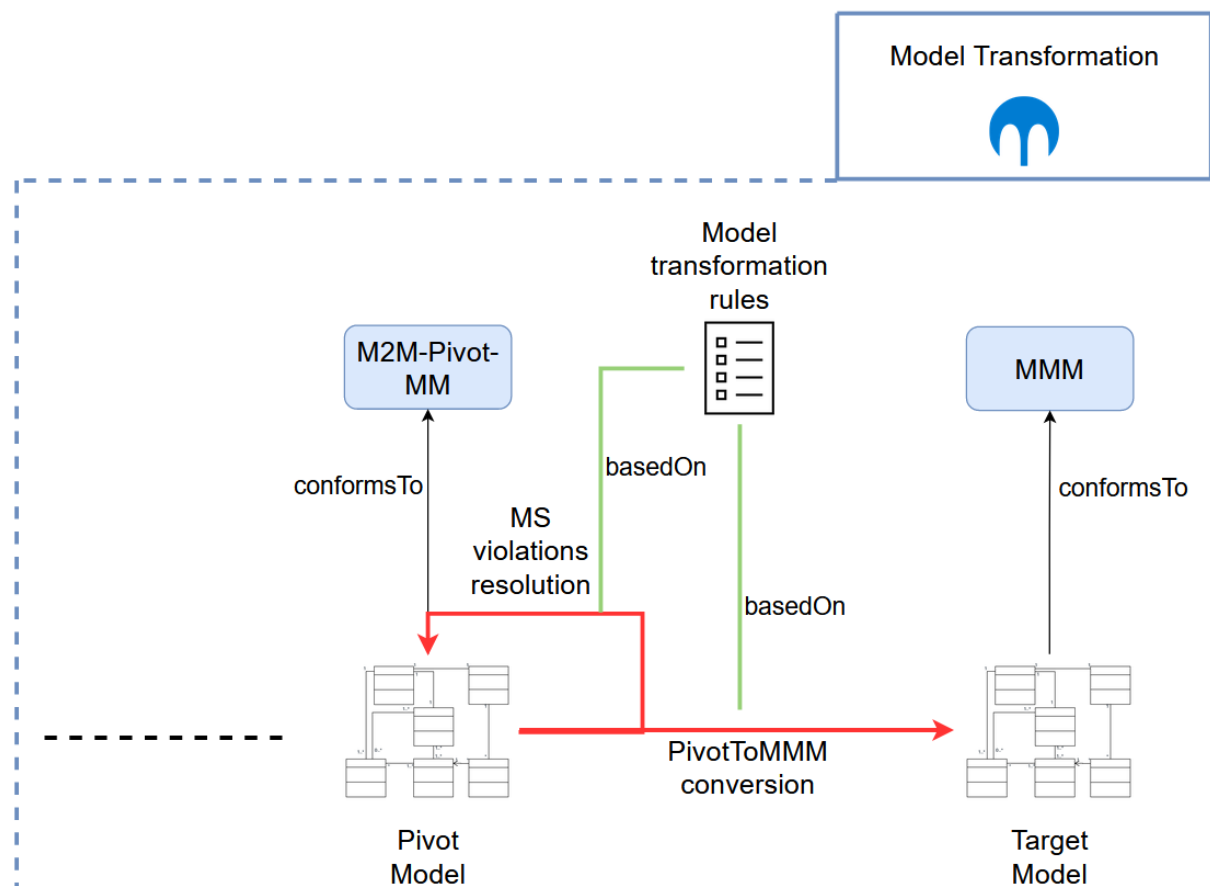 Model Transformation
Model
transformation
rules
M2M-Pivot-
MM
MMM
conformsTo
basedOn
conformsTo
MS
violations
resolution
basedOn
PivotToMMM
conversion
Pivot
Model
Target
Model